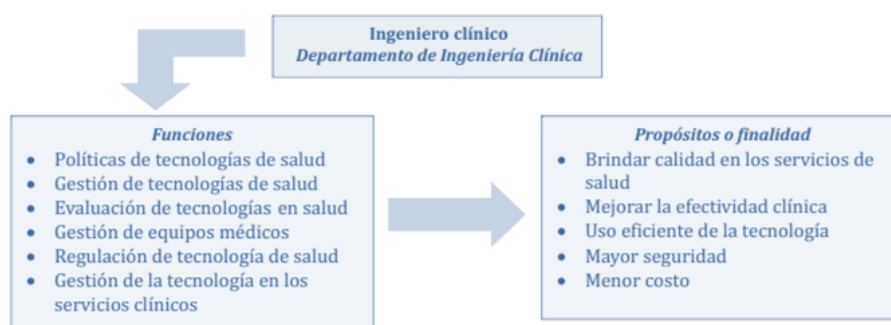 Ingeniero clínico
Departamento de Ingeniería Clínica
Funciones
• Políticas de tecnologías de salud
• Gestión de tecnologías de salud
• Evaluación de tecnologías en salud
• Gestión de equipos médicos
• Regulación de tecnología de salud
• Gestión de la tecnología en los
servicios clínicos
Propósitos o finalidad
• Brindar calidad en los servicios de
salud
• Mejorar la efectividad clínica
• Uso eficiente de la tecnología
• Mayor seguridad
• Menor costo